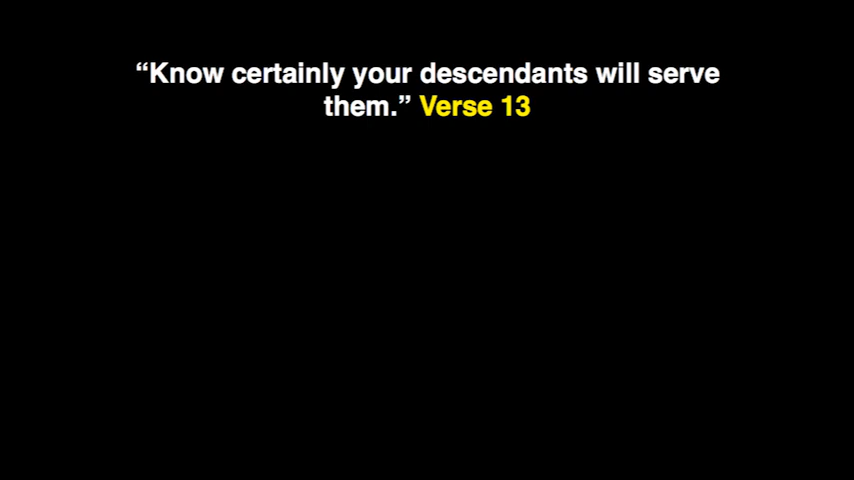 “Know certainly your descendants will serve
them.” Verse 13